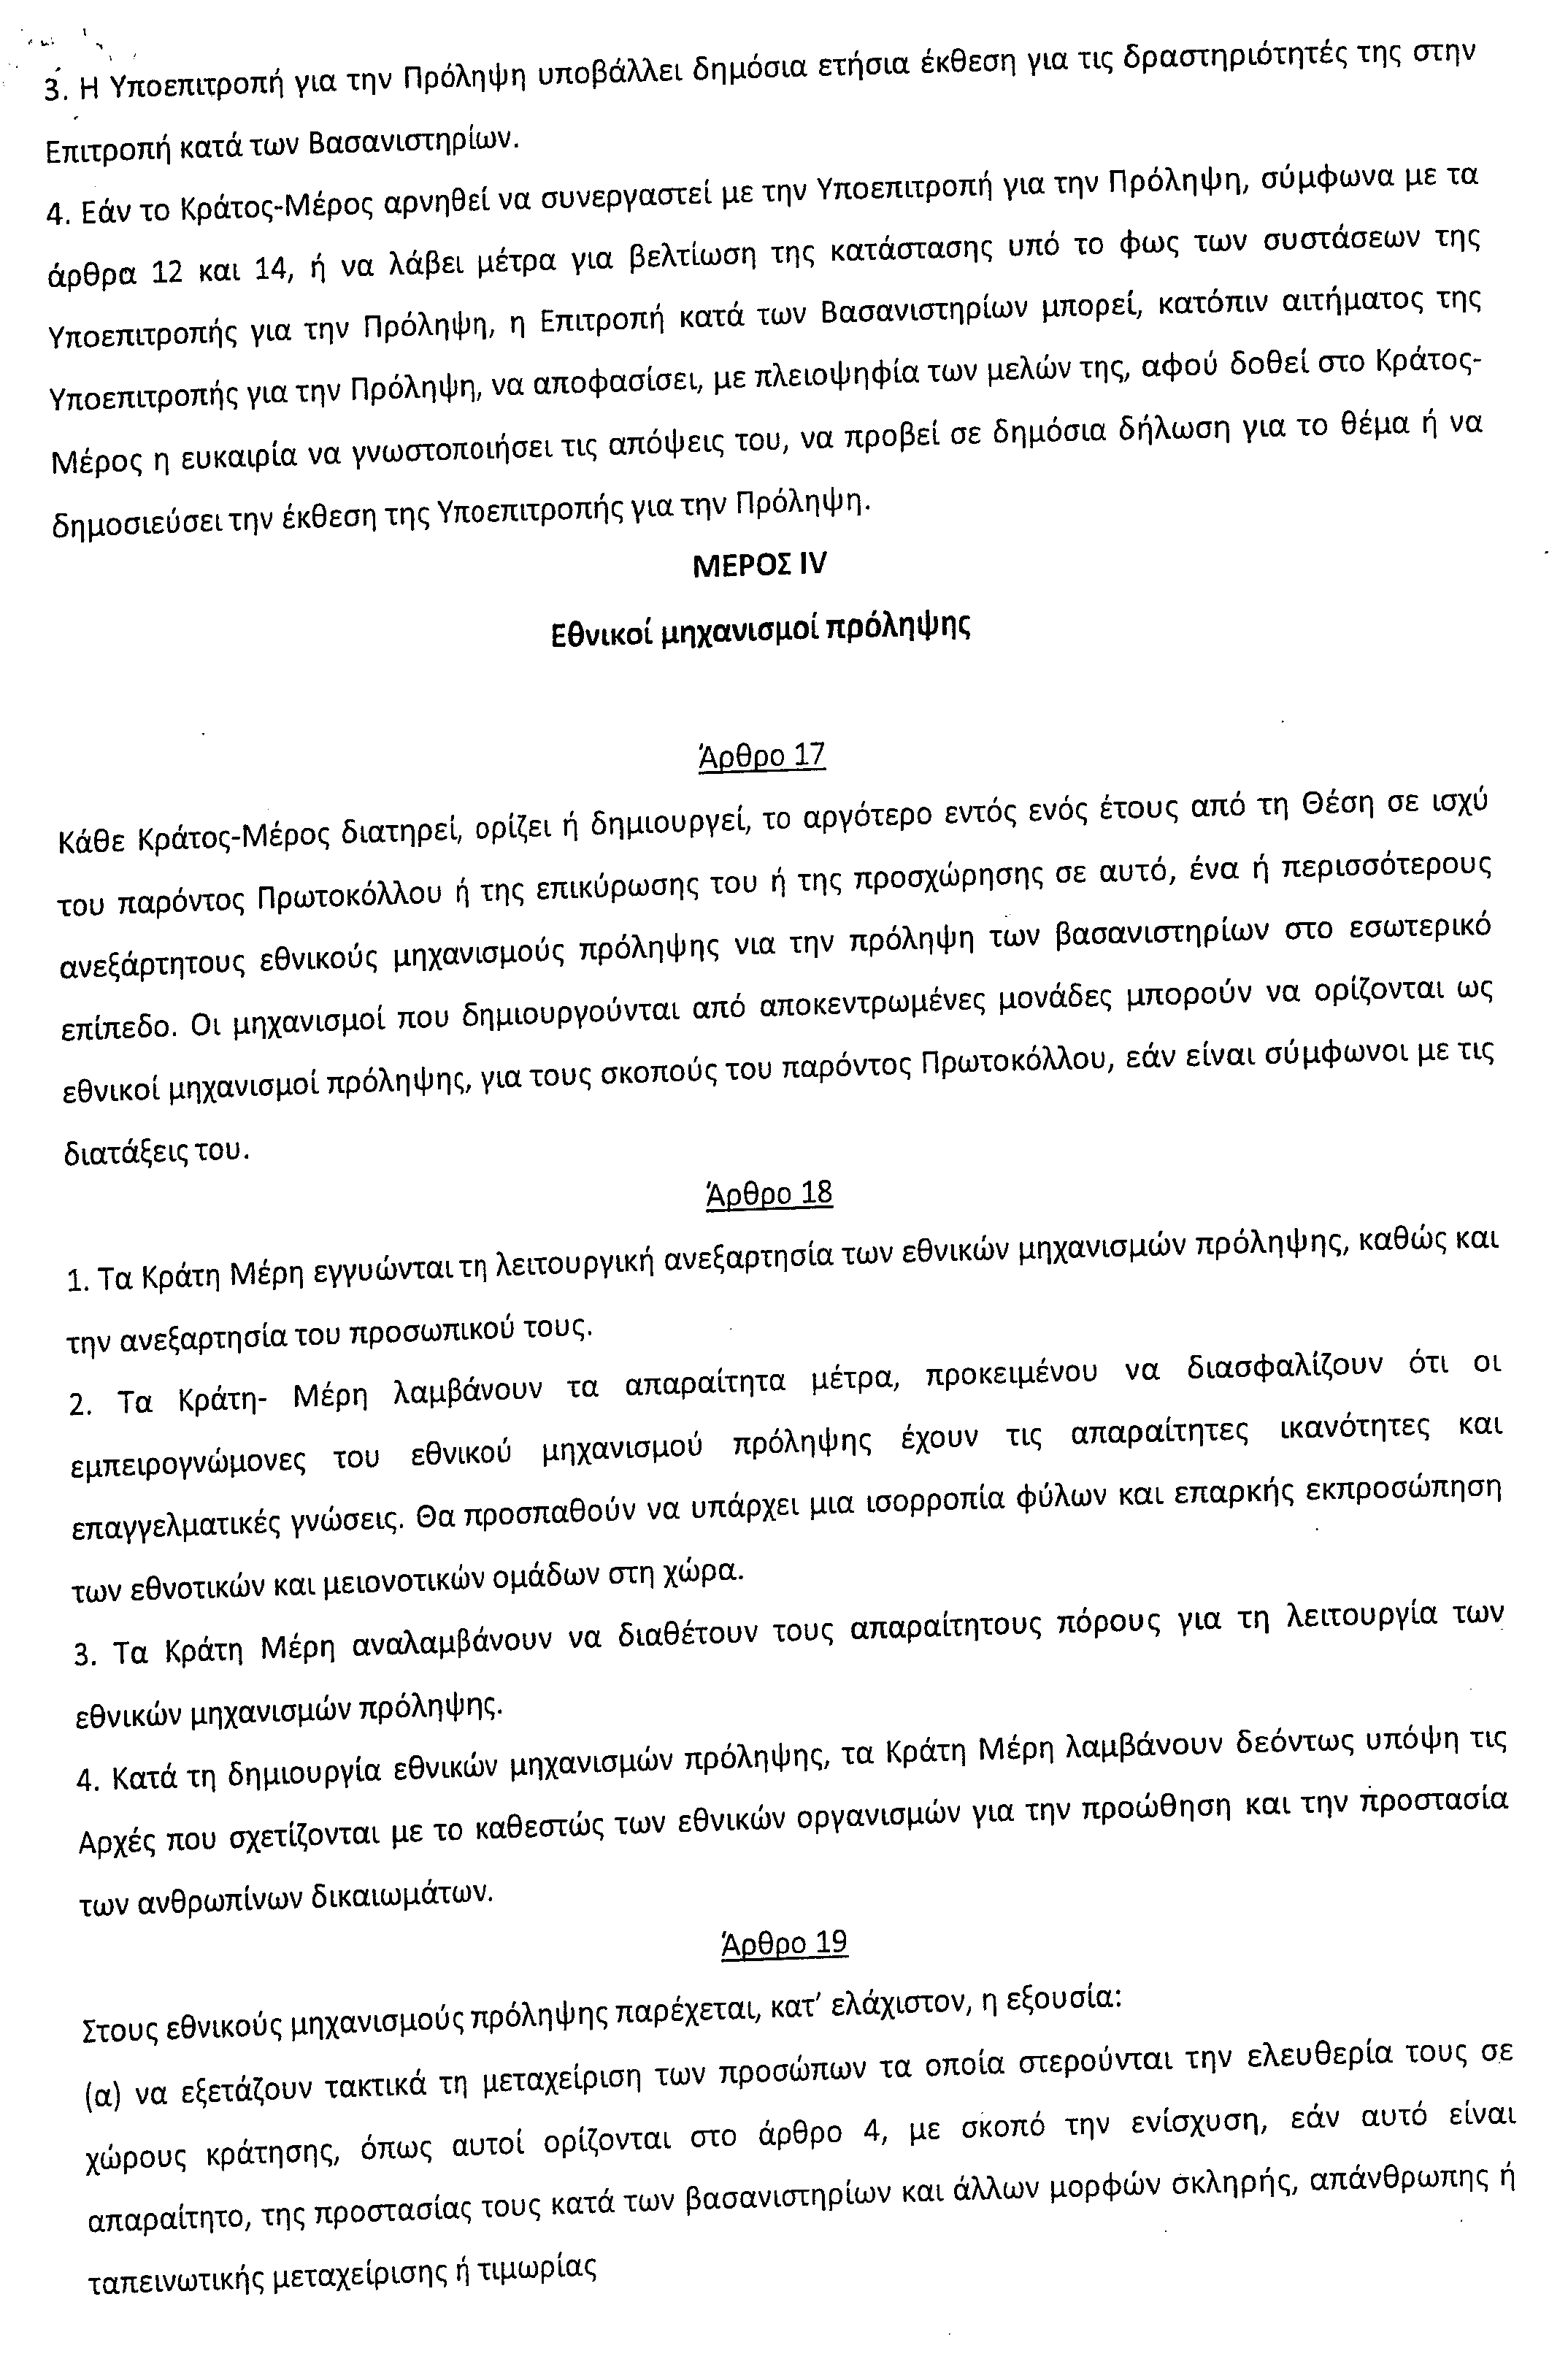 3. Η Υποεπιτροπή για την Πρόληψη υποβάλλει δημόσια ετήσια έκθεση για τις δραστηριότητές της στην
Επιτροπή κατά των Βασανιστηρίων.
4. Εάν το Κράτος-Μέρος αρνηθεί να συνεργαστεί με την Υποεπιτροπή για την Πρόληψη, σύμφωνα με τα
άρθρα 12 και 14, ή να λάβει μέτρα για βελτίωση της κατάστασης υπό το φως των συστάσεων της
Υποεπιτροπής για την Πρόληψη, η Επιτροπή κατά των Βασανιστηρίων μπορεί, κατόπιν αιτήματος της
Υποεπιτροπής για την Πρόληψη, να αποφασίσει, με πλειοψηφία των μελών της, αφού δοθεί στο Κράτος-
Μέρος η ευκαιρία να γνωστοποιήσει τις απόψεις του, να προβεί σε δημόσια δήλωση για το θέμα ή να
δημοσιεύσει την έκθεση της Υποεπιτροπής για την Πρόληψη.
ΜΕΡΟΣ IV
Εθνικοί μηχανισμοί πρόληψης
Άρθρο 17
Κάθε Κράτος-Μέρος διατηρεί, ορίζει ή δημιουργεί, το αργότερο εντός ενός έτους από τη Θέση σε ισχύ
του παρόντος Πρωτοκόλλου ή της επικύρωσης του ή της προσχώρησης σε αυτό, ένα ή περισσότερους
ανεξάρτητους εθνικούς μηχανισμούς πρόληψης νια την πρόληψη των βασανιστηρίων στο εσωτερικό
επίπεδο. Οι μηχανισμοί που δημιουργούνται από αποκεντρωμένες μονάδες μπορούν να ορίζονται ως
εθνικοί μηχανισμοί πρόληψης, για τους σκοπούς του παρόντος Πρωτοκόλλου, εάν είναι σύμφωνοι με τις
διατάξεις του.
Άρθρο 18
1. Τα Κράτη Μέρη εγγυώνται τη λειτουργική ανεξαρτησία των εθνικών μηχανισμών πρόληψης, καθώς και
την ανεξαρτησία του προσωπικού τους.
2. Τα Κράτη- Μέρη λαμβάνουν τα απαραίτητα μέτρα, προκειμένου να διασφαλίζουν ότι οι
εμπειρογνώμονες του εθνικού μηχανισμού πρόληψης έχουν τις απαραίτητες ικανότητες και
επαγγελματικές γνώσεις. Θα προσπαθούν να υπάρχει μια ισορροπία φύλων και επαρκής εκπροσώπηση
των εθνοτικών και μειονοτικών ομάδων στη χώρα.
3. Τα Κράτη Μέρη αναλαμβάνουν να διαθέτουν τους απαραίτητους πόρους για τη λειτουργία των
εθνικών μηχανισμών πρόληψης.
4. Κατά τη δημιουργία εθνικών μηχανισμών πρόληψης, τα Κράτη Μέρη λαμβάνουν δεόντως υπόψη τις
Αρχές που σχετίζονται με το καθεστώς των εθνικών οργανισμών για την προώθηση και την προστασία
των ανθρωπίνων δικαιωμάτων.
Άρθρο 19
Στους εθνικούς μηχανισμούς πρόληψης παρέχεται, κατ’ ελάχιστον, η εξουσία:
(α) να εξετάζουν τακτικά τη μεταχείριση των προσώπων τα οποία στερούνται την ελευθερία τους σε
χώρους κράτησης, όπως αυτοί ορίζονται στο άρθρο 4, με σκοπό την ενίσχυση, εάν αυτό είναι
απαραίτητο, της προστασίας τους κατά των βασανιστηρίων και άλλων μορφών σκληρής, απάνθρωπης ή
ταπεινωτικής μεταχείρισης ή τιμωρίας